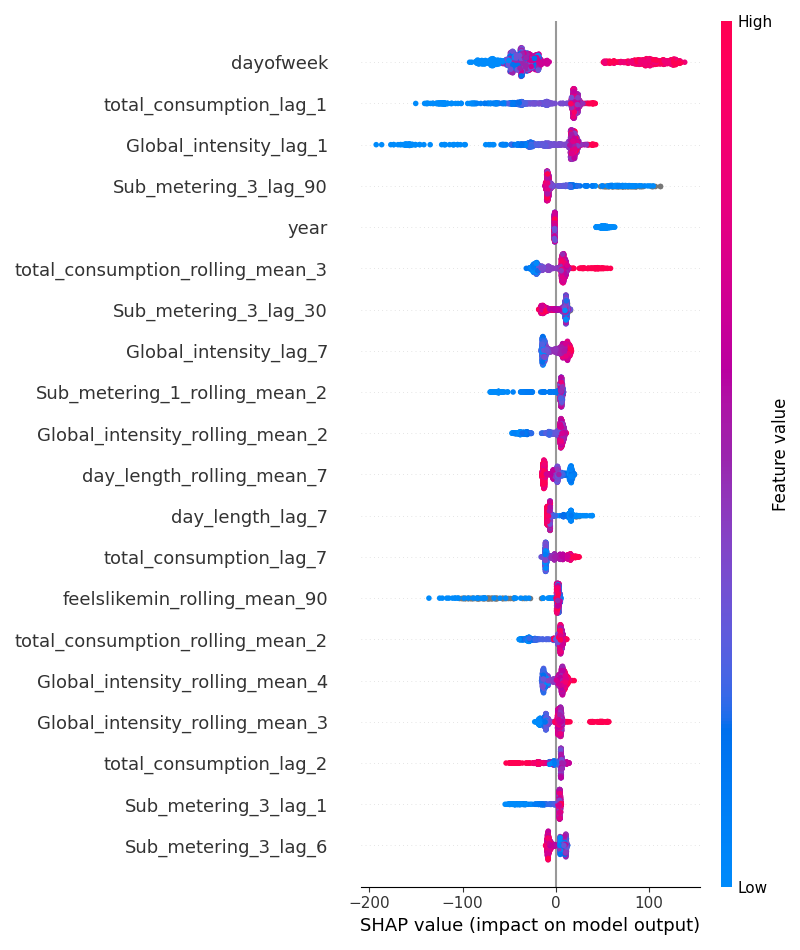 High
dayofweek
total_consumption_lag_1
Global_intensity_lag_1
Sub_metering_3_lag_90
year
total_consumption_rolling_mean_3
Sub_metering_3_lag_30
Global_intensity_lag_7
Sub_metering_1_rolling_mean_2
Global_intensity_rolling_mean_2
day_length_rolling_mean_7
day_length_lag_7
total_consumption_lag_7
feelslikemin_rolling_mean_90
total_consumption_rolling_mean_2
Global_intensity_rolling_mean_4
Global_intensity_rolling_mean_3
total_consumption_lag_2
Sub_metering_3_lag_1
Sub_metering_3_lag_6
Feature value
Low
−200 −100 0 100
SHAP value (impact on model output)